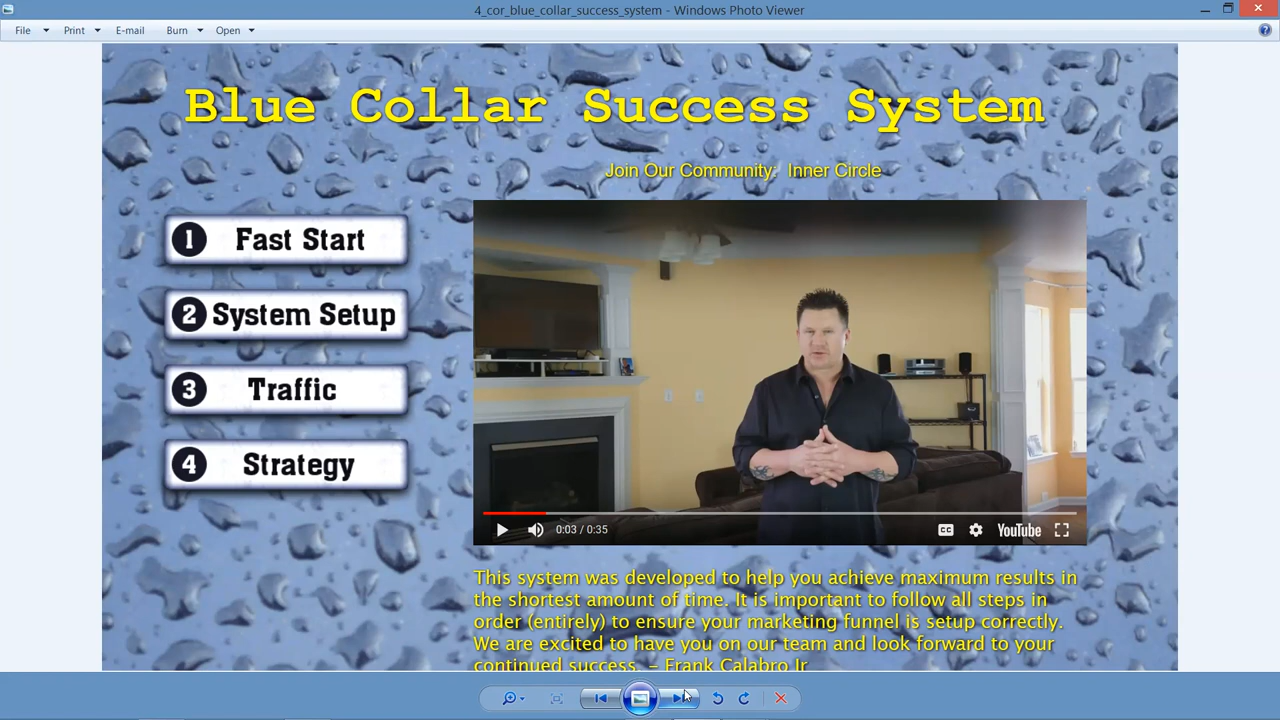 4_cor_blue_collar_success_system - Windows Photo Viewer
File Print E-mail Burn Open
Blue Collar Success System
Join Our Community: Inner Circle
1 Fast Start
2 System Setup
3 Traffic
4 Strategy
0:03 / 0:35
CC
YouTube
This system was developed to help you achieve maximum results in
the shortest amount of time. It is important to follow all steps in
order (entirely) to ensure your marketing funnel is setup correctly.
We are excited to have you on our team and look forward to your
continued success. – Frank Calabro Jr